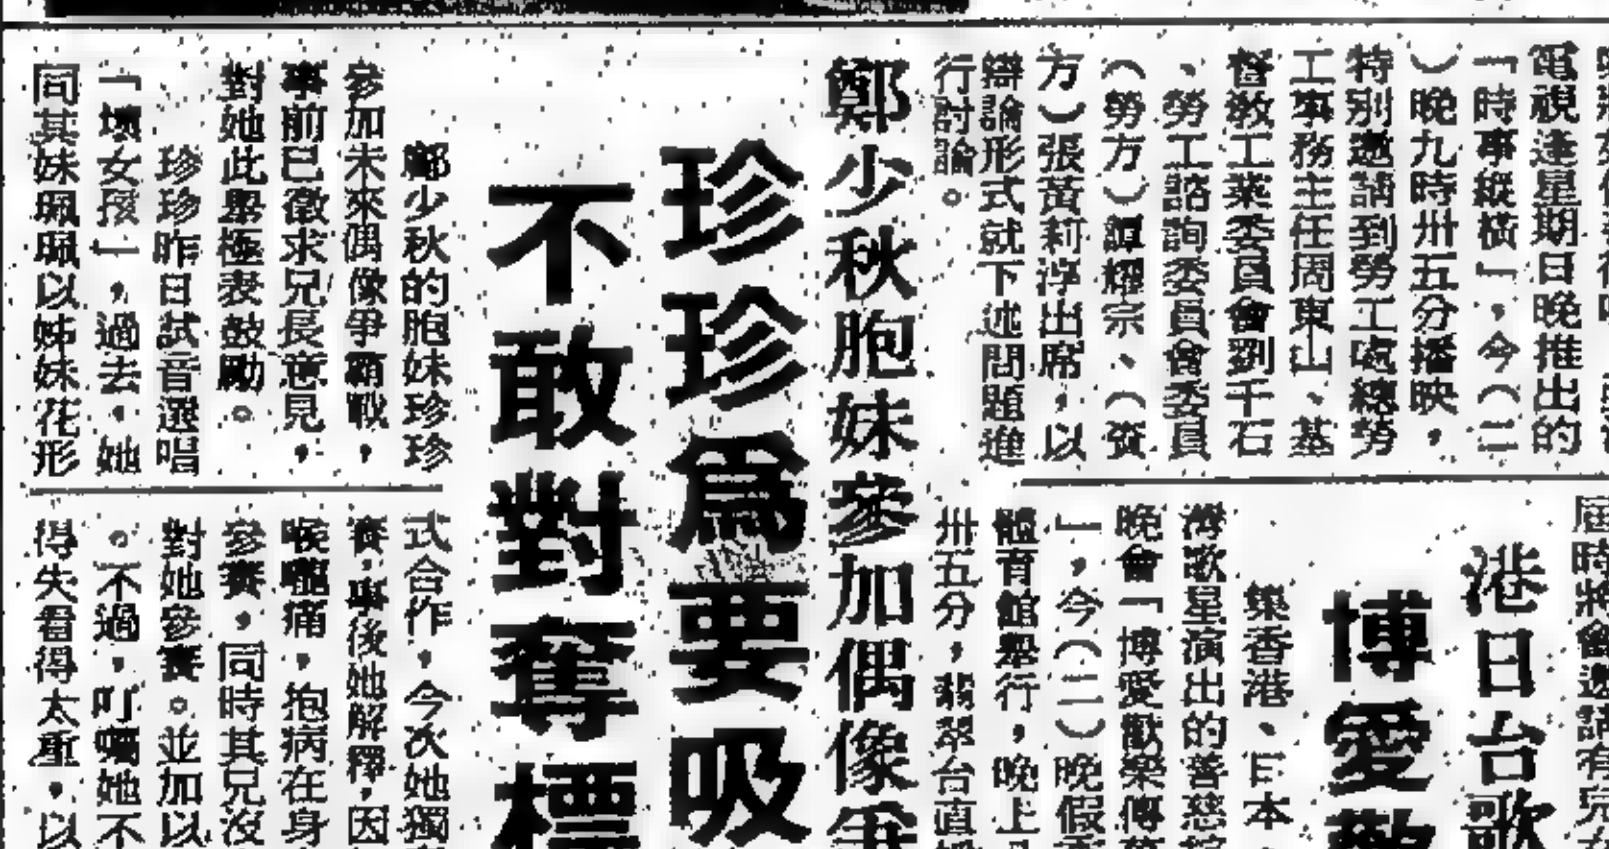 電視逢星期日晚推出的
「時事縱橫」，今（二
）晚九時卅五分播映，
特別邀請到勞工處總勞
工事務主任周東山、基
督教工業委員會劉千石
、勞工諮詢委員會委員
（勞方）譚耀宗、（資
方）張黃莉淳出席，以
辯論形式就下述問題進
行討論。
港日台歌
博愛歡
集香港、日本、
灣歌星演出的善慈
晚會「博愛歡樂傳萬
」，今（二）晚假
體育館舉行，晚上
卅五分，翡翠台直
鄭少秋胞妹參加偶像爭
珍珍為要吸
不敢對奪標
鄭少秋的胞妹珍珍
參加未來偶像爭霸戰，
事前已徵求兄長意見，
對她此舉極表鼓勵。
珍珍昨日試音選唱
「壞女孩」，過去，她
同其妹珮珮以姊妹花形
式合作，今次她獨
賽，事後她解釋，因
喉嚨痛，抱病在身
參賽，同時其兄沒
對她參賽。並加以
。不過，叮囑她不
得失看得太重，以